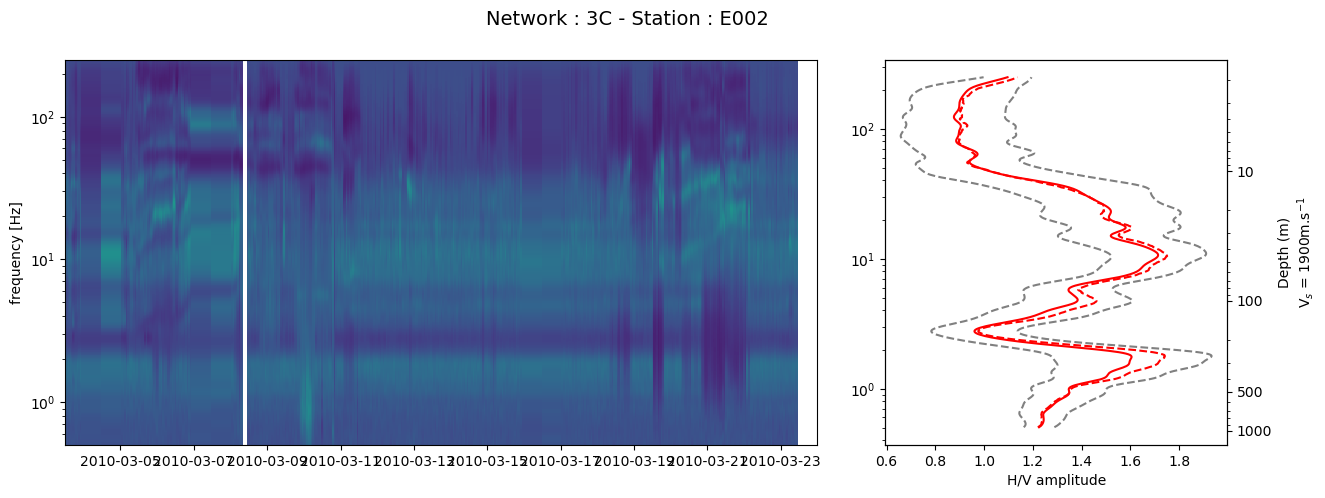 Network : 3C - Station : E002
frequency [Hz]
10²
10¹
10⁰
2010-03-05 2010-03-07 2010-03-09 2010-03-11 2010-03-13 2010-03-15 2010-03-17 2010-03-19 2010-03-21 2010-03-23
10²
10¹
10⁰
0.6 0.8 1.0 1.2 1.4 1.6 1.8
H/V amplitude
10
100
500
1000
Depth (m)
Vₛ = 1900m.s⁻¹